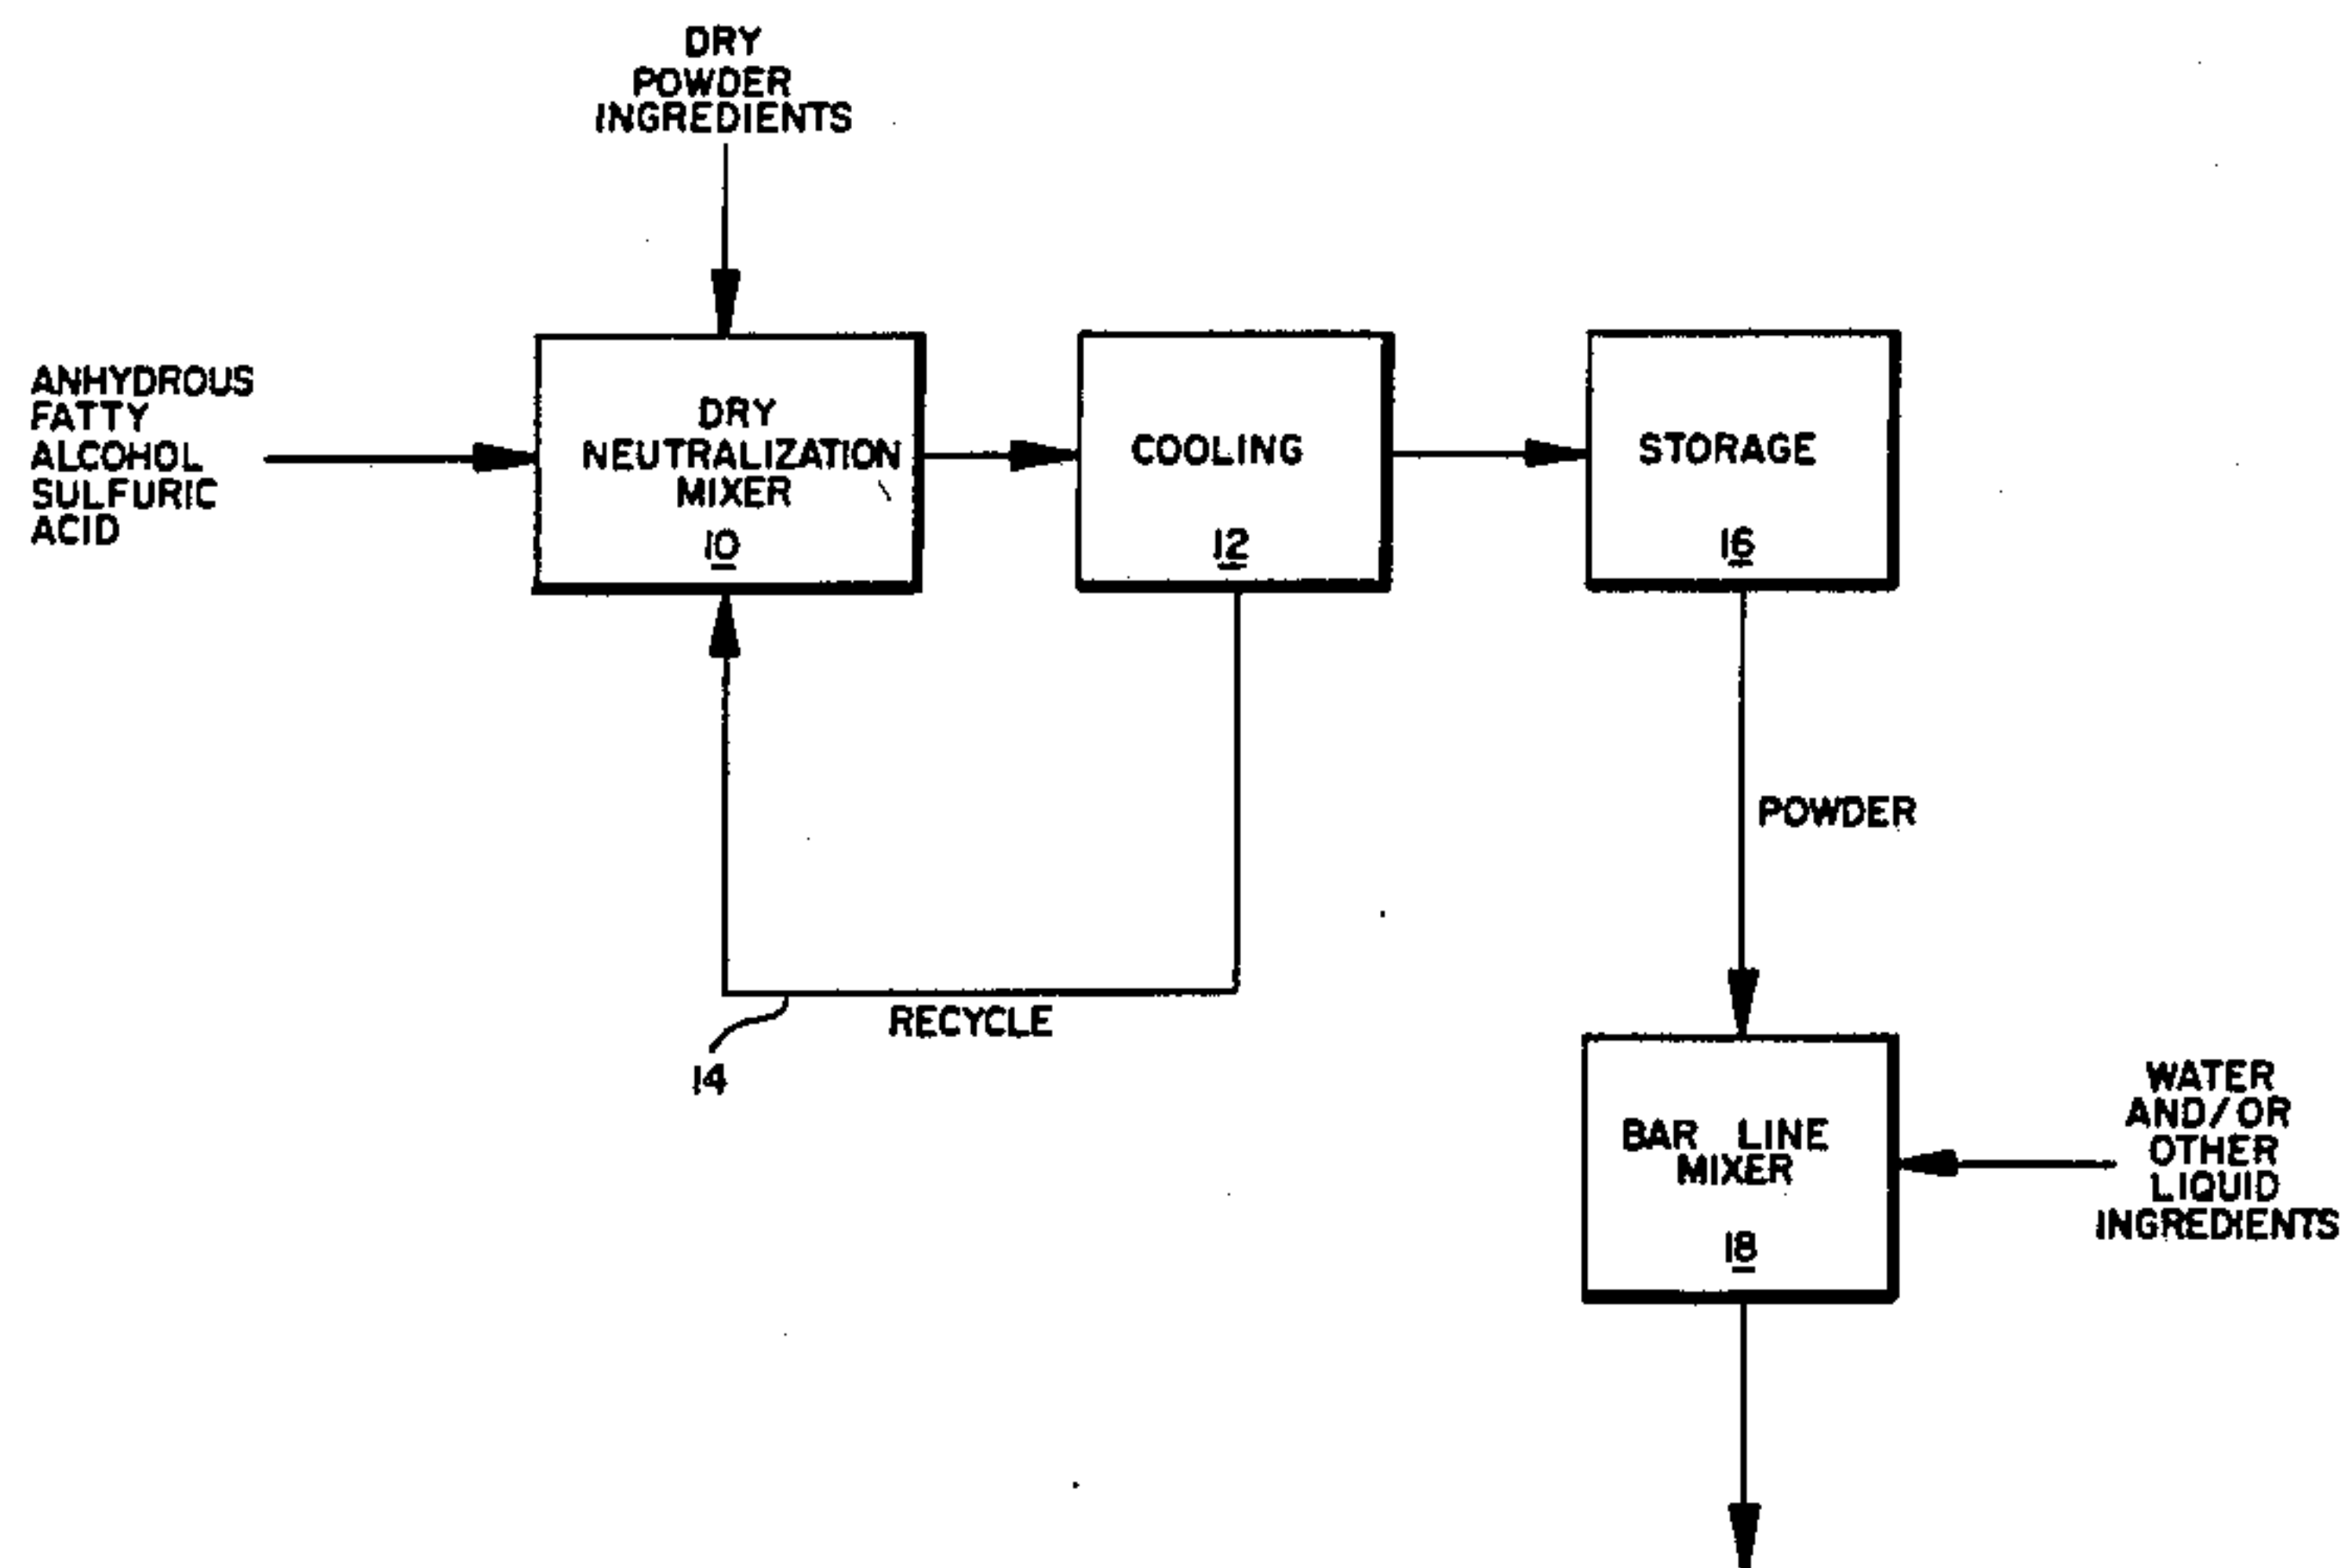 DRY
POWDER
INGREDIENTS
ANHYDROUS
FATTY
ALCOHOL
SULFURIC
ACID
DRY
NEUTRALIZATION
MIXER
10
COOLING
12
STORAGE
16
POWDER
RECYCLE
14
BAR LINE
MIXER
18
WATER
AND/OR
OTHER
LIQUID
INGREDIENTS